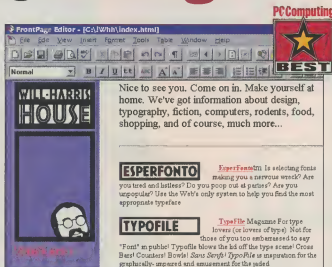 PC Computing
BEST
FrontPage Editor - [C:\JWhh\index.html]
File Edit View Insert Format Tools Table Window Help
Normal
WILL-HARRIS
HOUSE
Nice to see you. Come on in. Make yourself at
home. We've got information about design,
typography, fiction, computers, rodents, food,
shopping, and of course, much more...
ESPERFONTO
EsperFonto tm Is selecting fonts
making you a nervous wreck? Are
you tired and listless? Do you poop out at parties? Are you
unpopular? Use the Web's only system to help you find the most
appropriate typeface
TYPOFILE
TypoFile Magazine For type
lovers (or lovers of type). Not for
those of you too embarrassed to say
"Font" in public! Typofile blows the lid off the type scene! Cross
Bars! Counters! Bowls! Sans Serifs! TypoFile is inspiration for the
graphically-impaired and amusement for the jaded